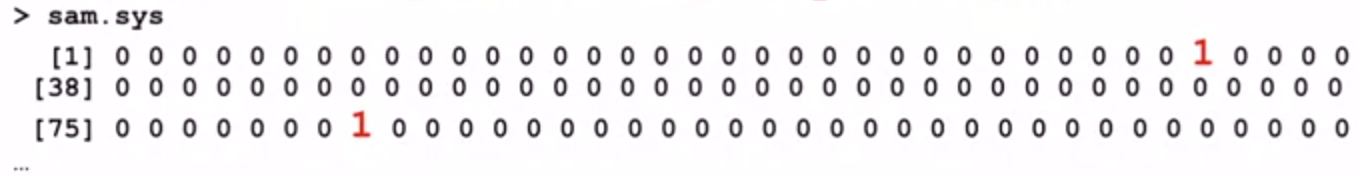 > sam.sys
[1] 0 0 0 0 0 0 0 0 0 0 0 0 0 0 0 0 0 0 0 0 0 0 0 0 0 0 0 0 0 0 0 0 1 0 0 0 0
[38] 0 0 0 0 0 0 0 0 0 0 0 0 0 0 0 0 0 0 0 0 0 0 0 0 0 0 0 0 0 0 0 0 0 0 0 0 0
[75] 0 0 0 0 0 0 0 1 0 0 0 0 0 0 0 0 0 0 0 0 0 0 0 0 0 0 0 0 0 0 0 0 0 0 0 0 0
…